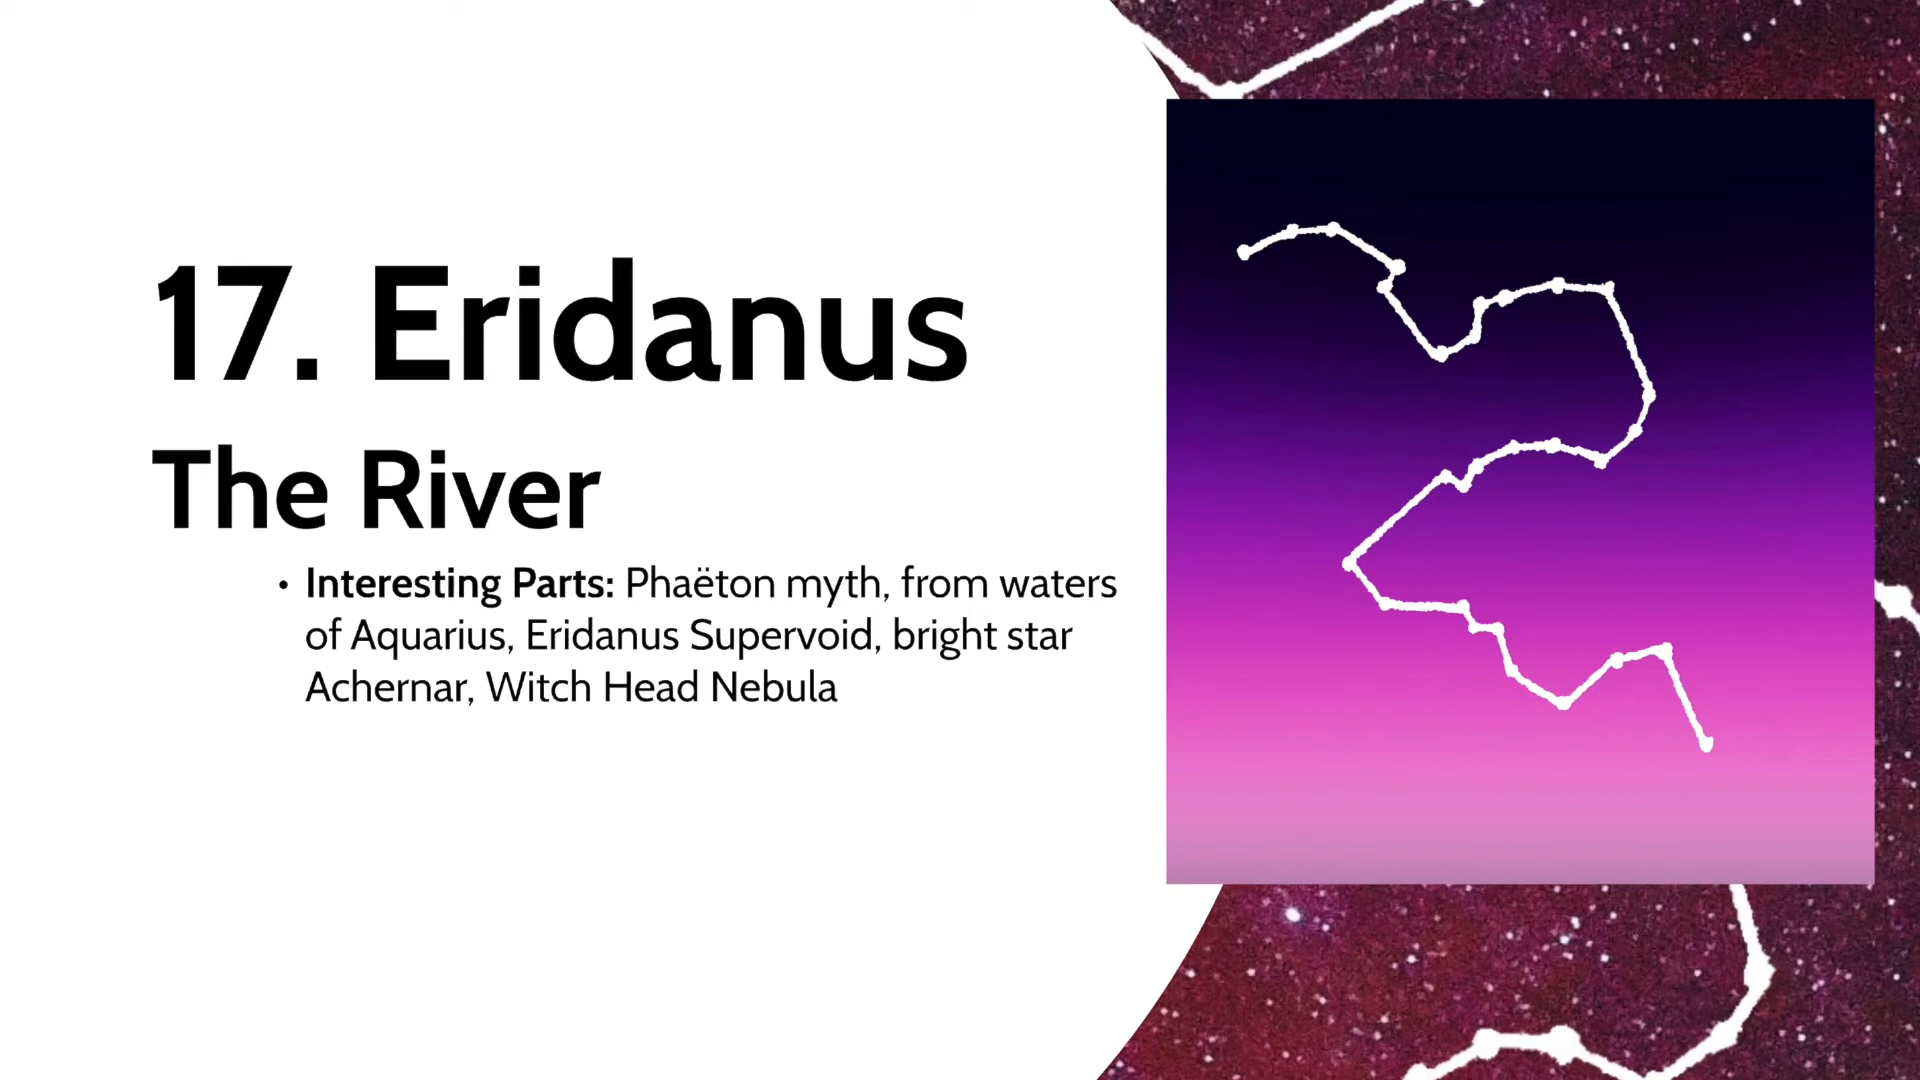 17. Eridanus
The River
• Interesting Parts: Phaëton myth, from waters
of Aquarius, Eridanus Supervoid, bright star
Achernar, Witch Head Nebula